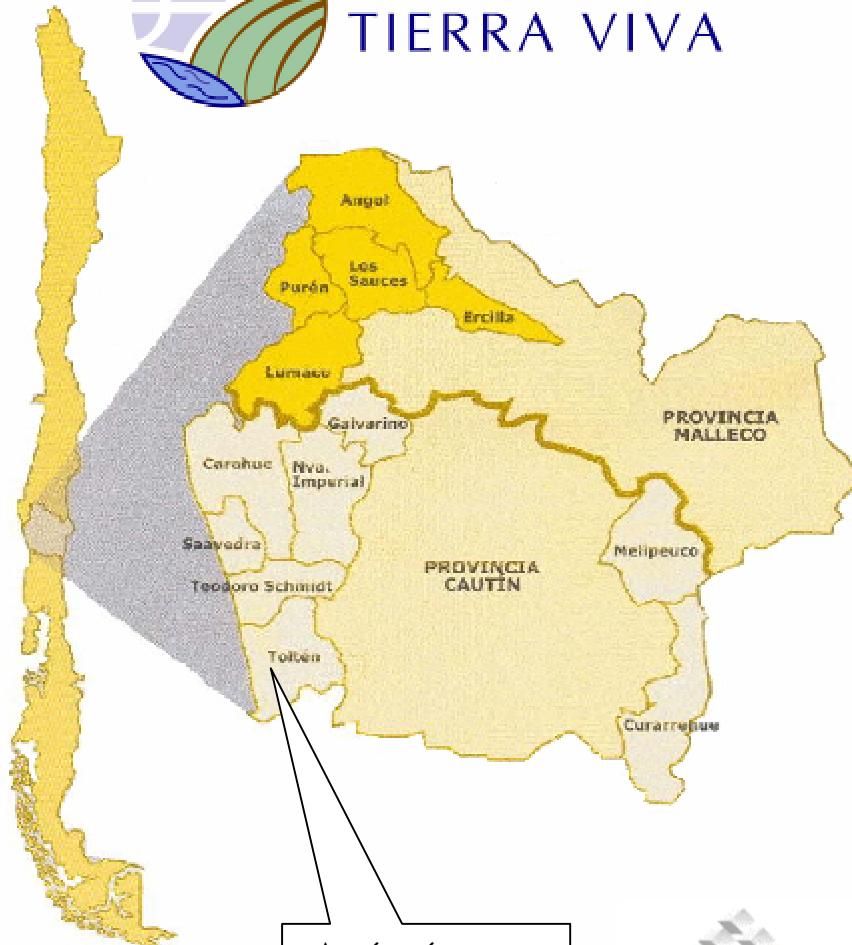 TIERRA VIVA
Angol
Los
Sauces
Purén
Ercilla
Lumaco
Galvarino
PROVINCIA
MALLECO
Carahue
Nva.
Imperial
Saavedra
Melipeuco
PROVINCIA
CAUTÍN
Teodoro Schmidt
Toltén
Curarrehue